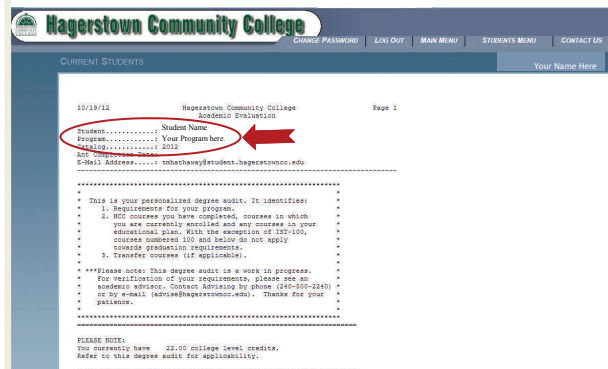 Hagerstown Community College
CHANGE PASSWORD LOG OUT MAIN MENU STUDENTS MENU CONTACT US
CURRENT STUDENTS
Your Name Here
10/19/12 Hagerstown Community College Page 1
Academic Evaluation
Student............: Student Name
Program............: Your Program here.
Catalog............: 2012
Ant Completion Date:
E-Mail Address.....: tmhathaway@student.hagerstowncc.edu
--------------------------------------------------------------------------------
*****************************************************************
* *
* This is your personalized degree audit. It identifies: *
* 1. Requirements for your program. *
* 2. HCC courses you have completed, courses in which *
* you are currently enrolled and any courses in your *
* educational plan. With the exception of IST-100, *
* courses numbered 100 and below do not apply *
* towards graduation requirements. *
* 3. Transfer courses (if applicable). *
* *
* ***Please note: This degree audit is a work in progress. *
* For verification of your requirements, please see an *
* academic advisor. Contact Advising by phone (240-500-2240) *
* or by e-mail (advise@hagerstowncc.edu). Thanks for your *
* patience. *
* *
*****************************************************************
======================================================================
PLEASE NOTE:
You currently have 22.00 college level credits.
Refer to this degree audit for applicability.